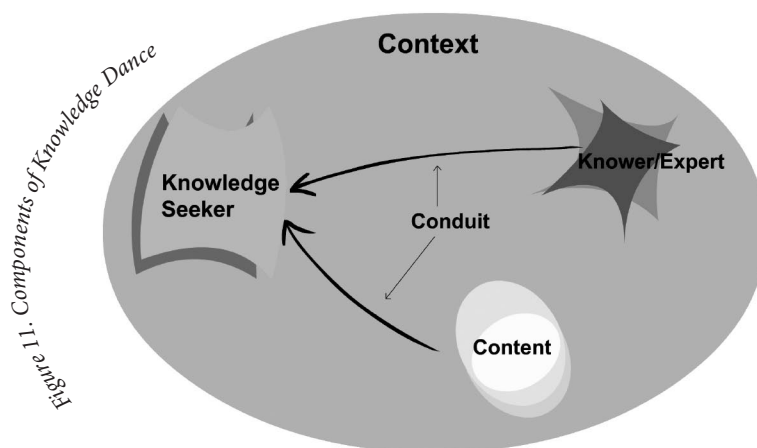 Figure 11. Components of Knowledge Dance
Context
Knower/Expert
Knowledge
Seeker
Conduit
Content